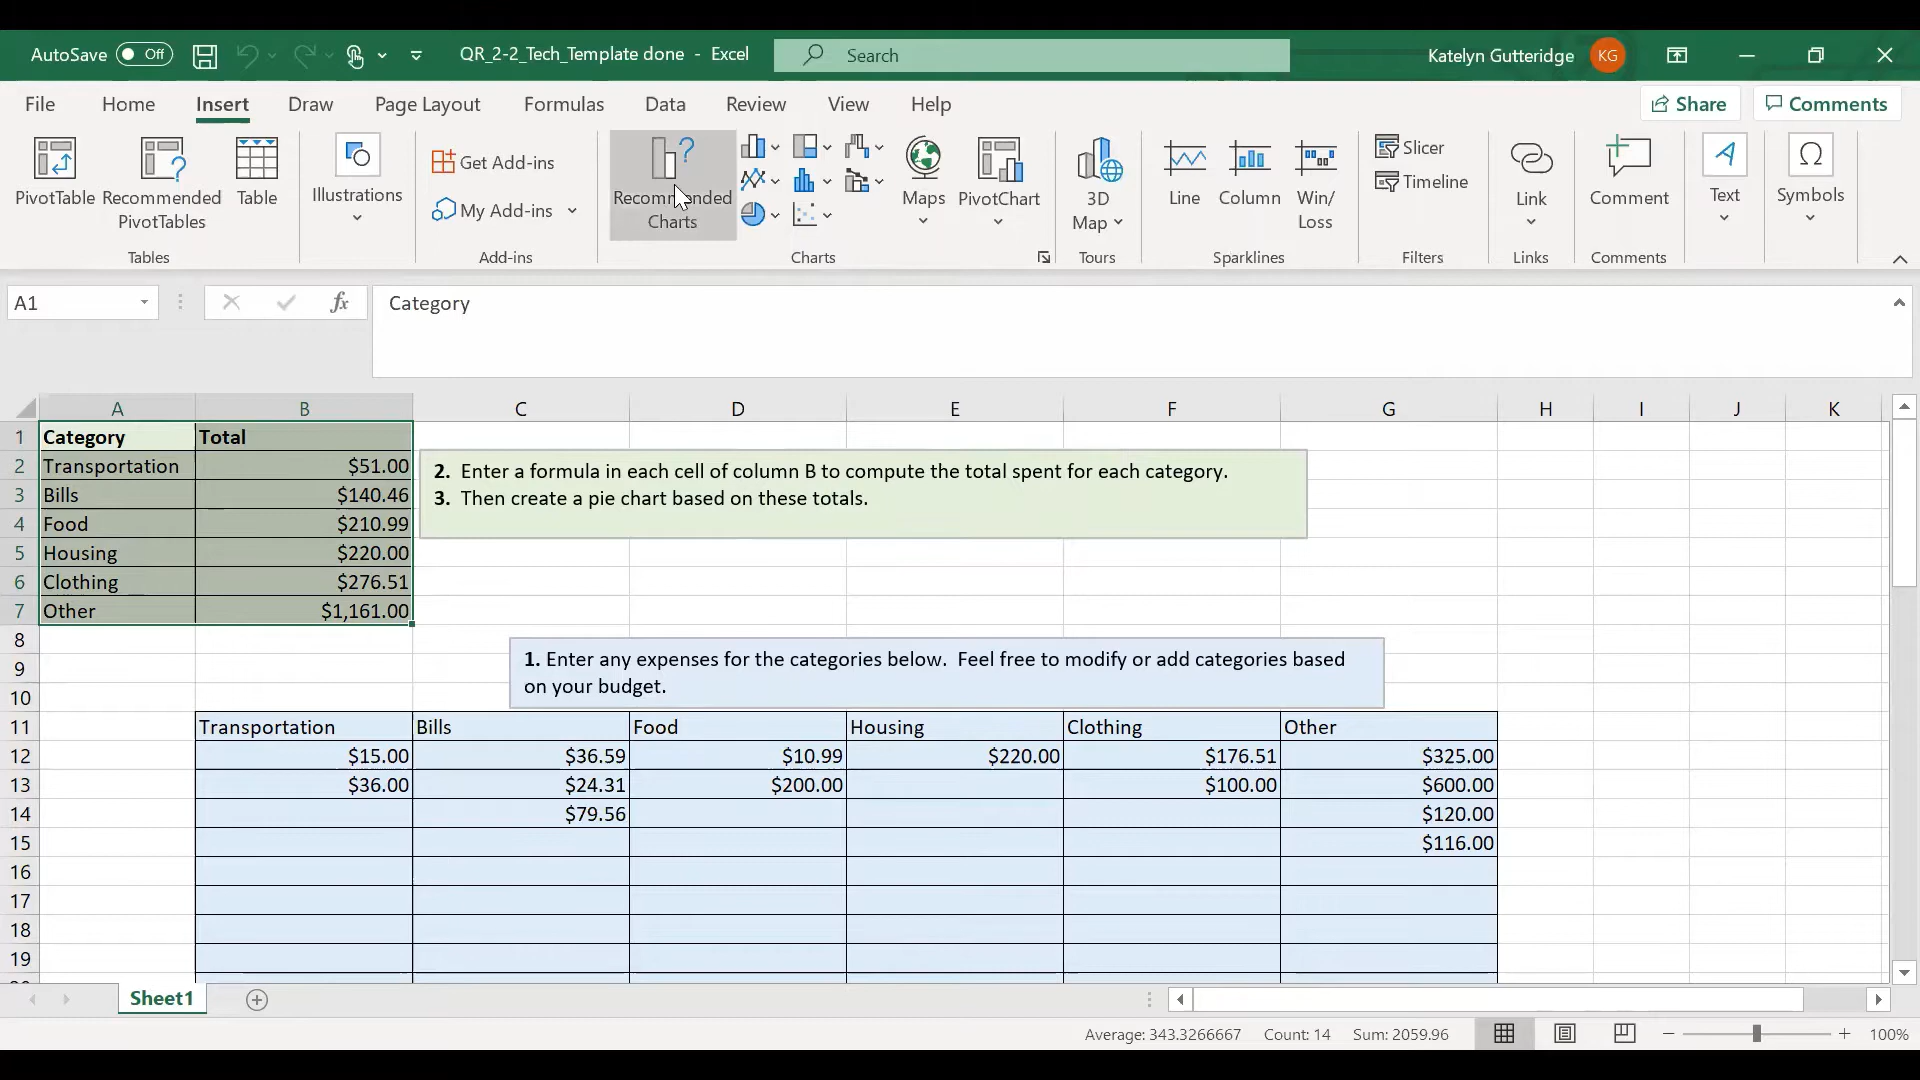 AutoSave Off QR_2-2_Tech_Template done - Excel Search Katelyn Gutteridge KG
File Home Insert Draw Page Layout Formulas Data Review View Help Share Comments
PivotTable Recommended PivotTables Table Illustrations Get Add-ins My Add-ins Recommended Charts Maps PivotChart 3D Map Line Column Win/Loss Slicer Timeline Link Comment Text Symbols
Tables Add-ins Charts Tours Sparklines Filters Links Comments
A1 fx Category
A B C D E F G H I J K
1 Category Total
2 Transportation $51.00
3 Bills $140.46
4 Food $210.99
5 Housing $220.00
6 Clothing $276.51
7 Other $1,161.00
2. Enter a formula in each cell of column B to compute the total spent for each category.
3. Then create a pie chart based on these totals.
8
9
10
1. Enter any expenses for the categories below. Feel free to modify or add categories based
on your budget.
11 Transportation Bills Food Housing Clothing Other
12 $15.00 $36.59 $10.99 $220.00 $176.51 $325.00
13 $36.00 $24.31 $200.00 $100.00 $600.00
14 $79.56 $120.00
15 $116.00
16
17
18
19
Sheet1
Average: 343.3266667 Count: 14 Sum: 2059.96 100%